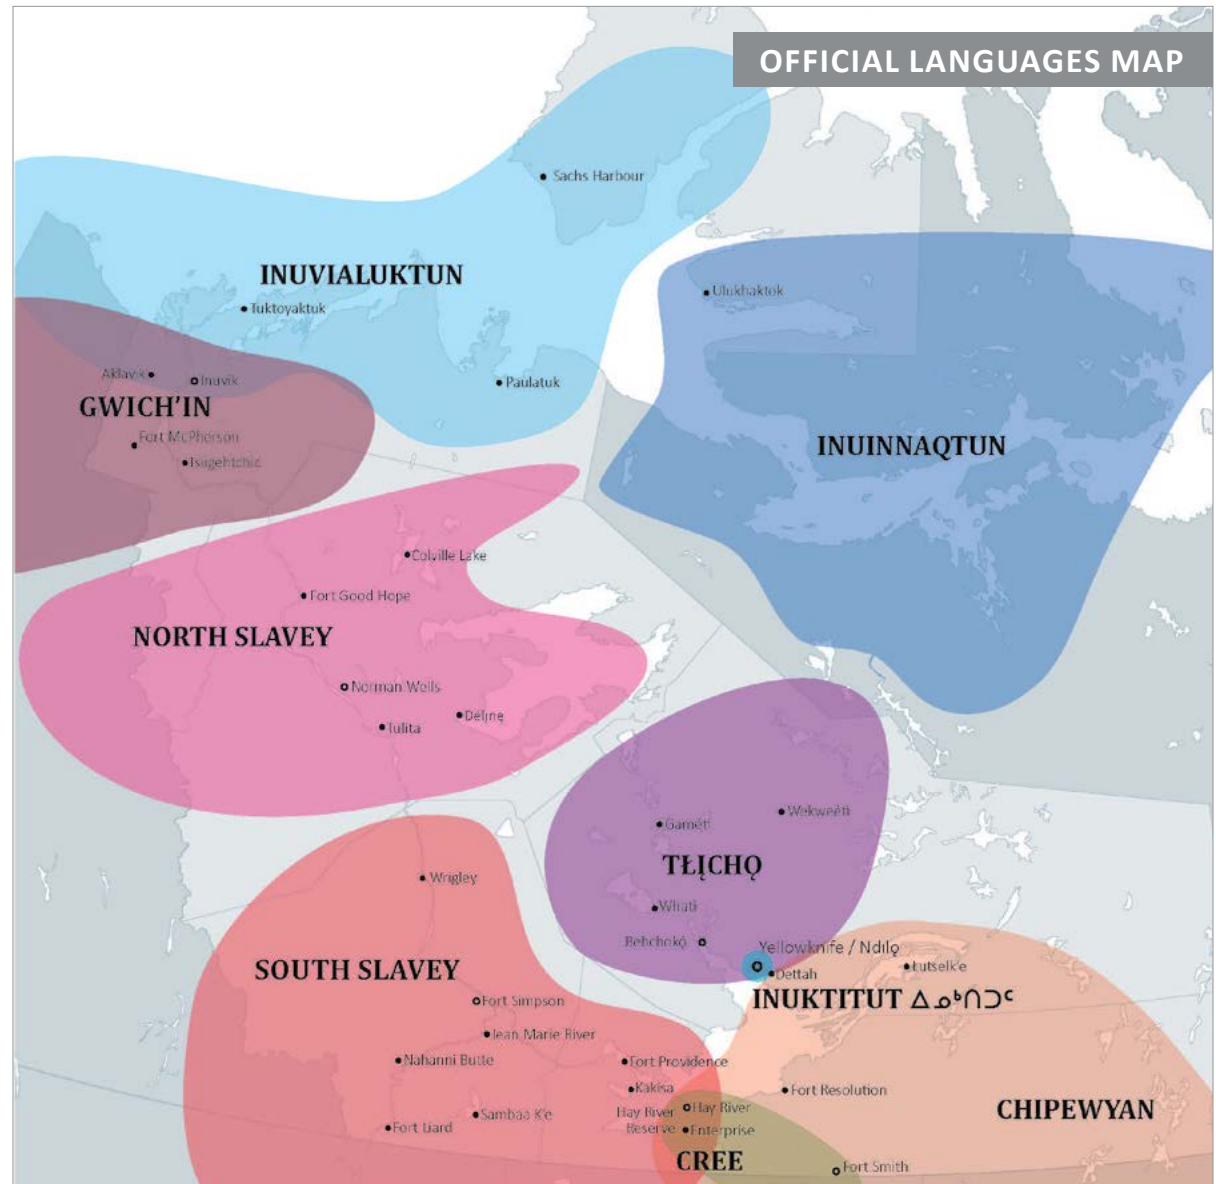 OFFICIAL LANGUAGES MAP
Sachs Harbour
INUVIALUKTUN
Tuktoyaktuk
Ulukhaktok
Aklavik
Inuvik
Paulatuk
GWICH'IN
Fort McPherson
Tsiigehtchic
INUINNAQTUN
Colville Lake
Fort Good Hope
NORTH SLAVEY
Norman Wells
Délı̨nę
Tulita
Gamètì
Wekweètì
TŁĮCHǪ
Wrigley
Whatì
Behchokǫ̀
Yellowknife / Ndılǫ
Dettah
Łutselk'e
SOUTH SLAVEY
INUKTITUT ᐃᓄᒃᑎᑐᑦ
Fort Simpson
Jean Marie River
Nahanni Butte
Fort Providence
Kakisa
Fort Resolution
Hay River
Reserve
Hay River
CHIPEWYAN
Sambaa K'e
Fort Liard
Enterprise
CREE
Fort Smith